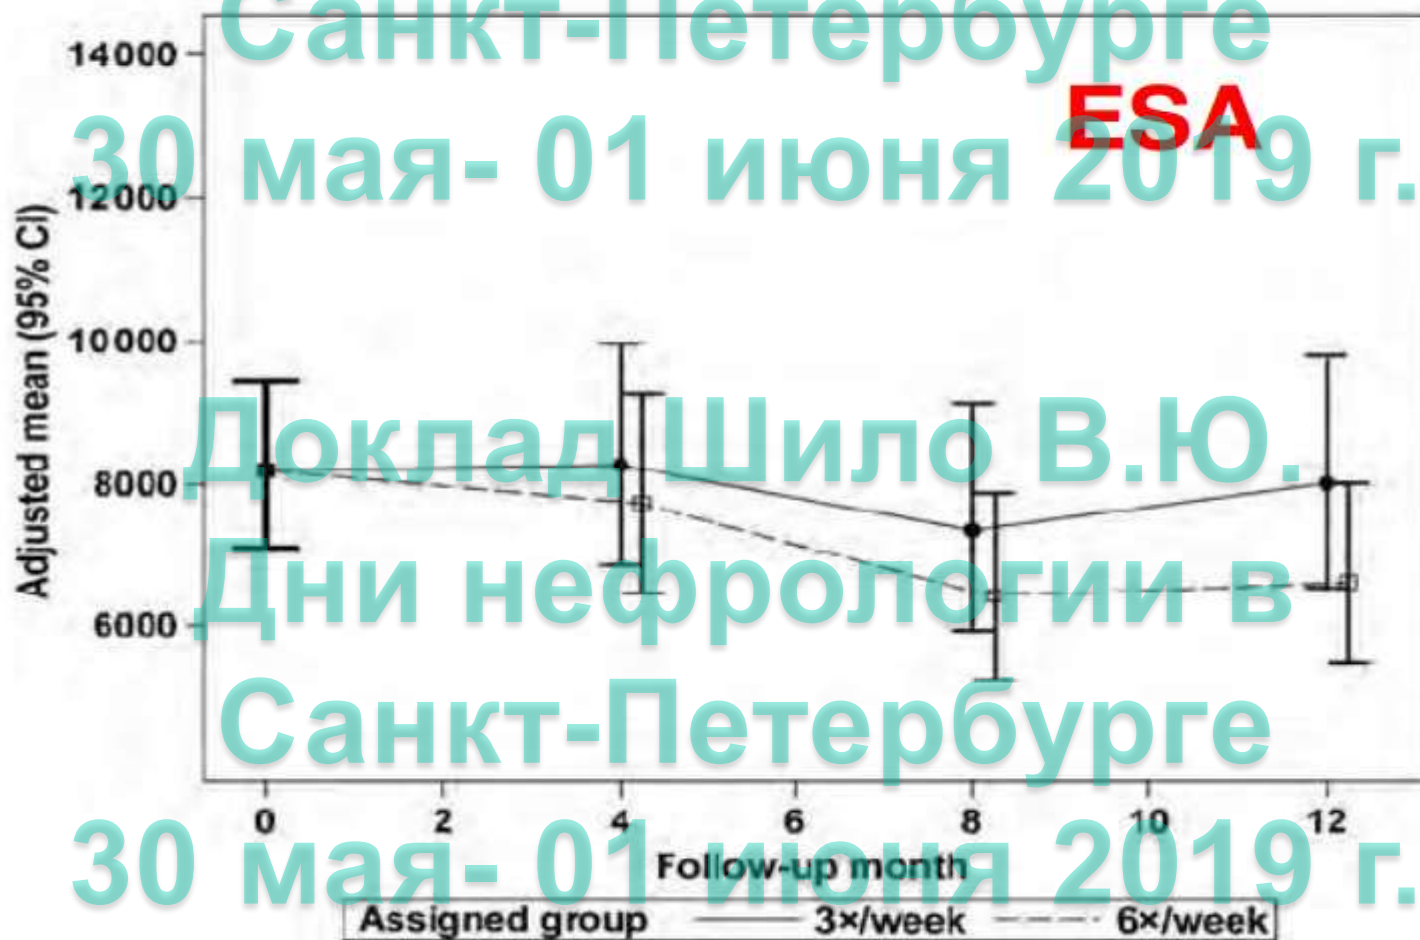 Санкт-Петербурге
14000
ESA
30 мая- 01 июня 2019 г.
12000
Adjusted mean (95% CI)
10000
Доклад Шило В.Ю.
8000
Дни нефрологии в
6000
Санкт-Петербурге
0 2 4 6 8 10 12
30 мая- 01 июня 2019 г.
Follow-up month
Assigned group 3×/week 6×/week